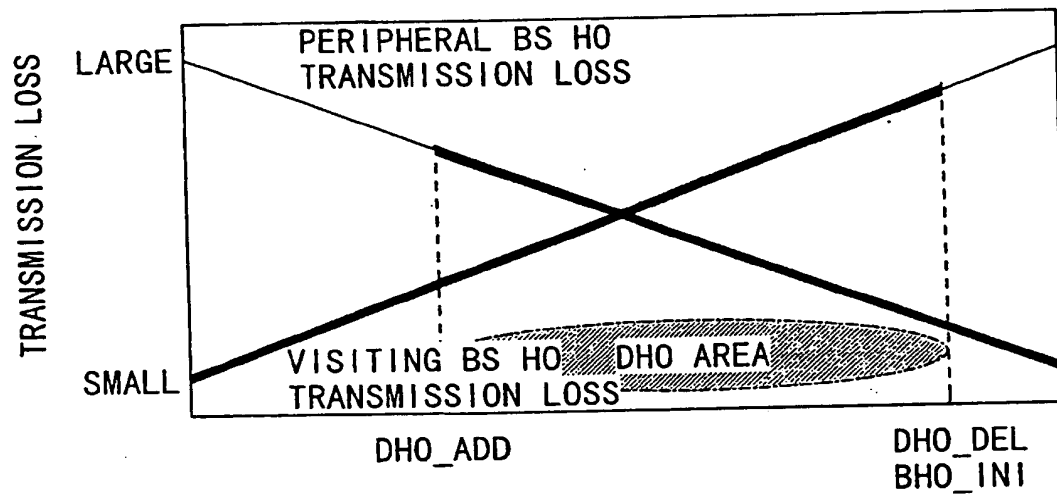 PERIPHERAL BS HO
TRANSMISSION LOSS
LARGE
TRANSMISSION LOSS
VISITING BS HO
TRANSMISSION LOSS
DHO AREA
SMALL
DHO_ADD
DHO_DEL
BHO_INI